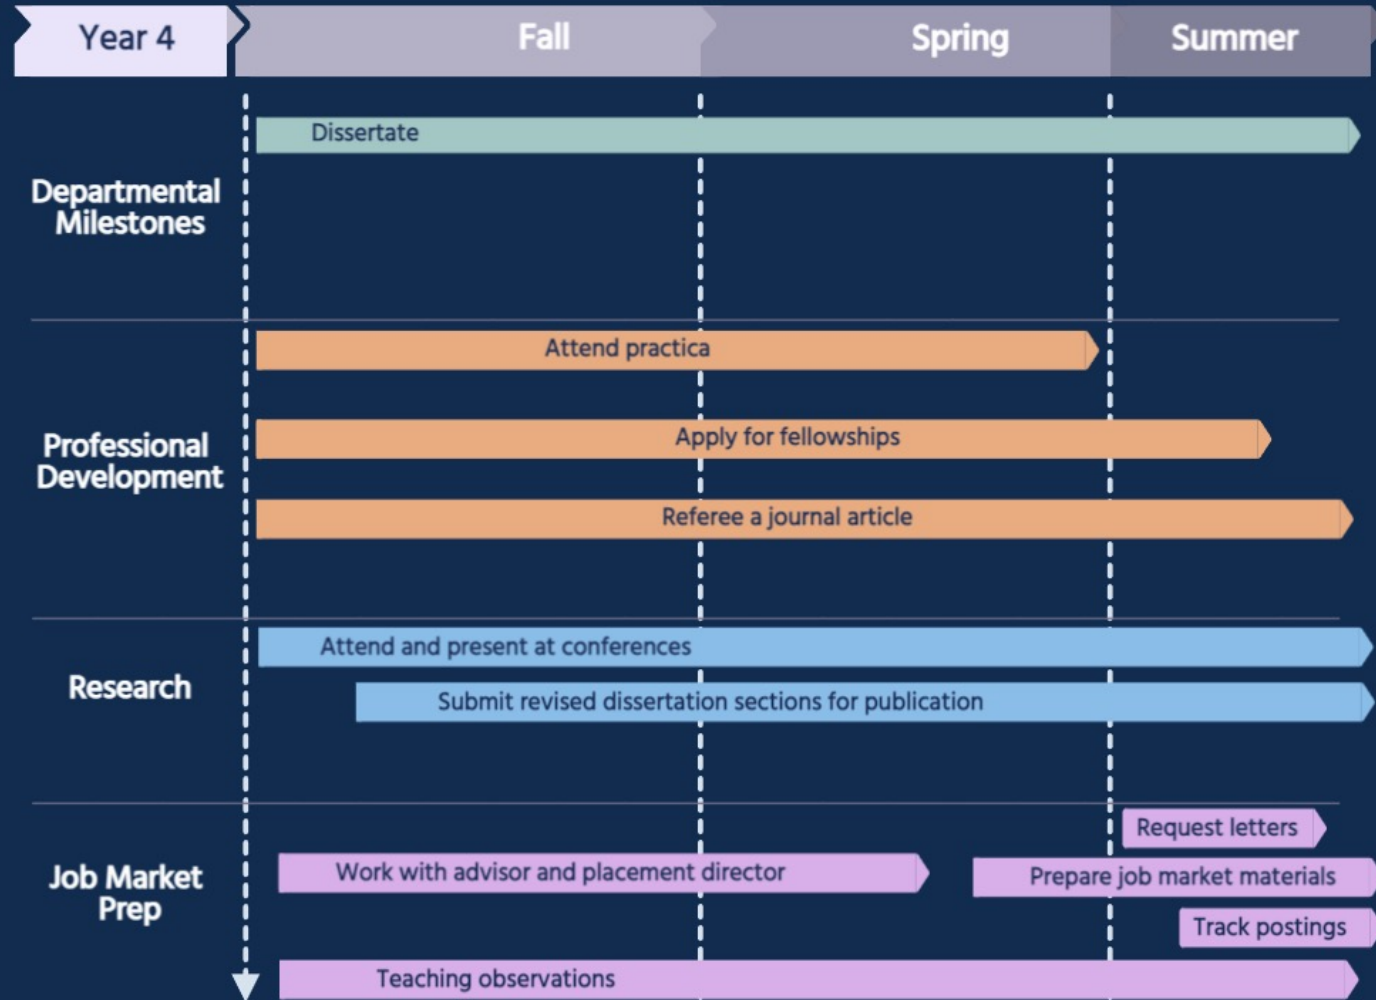 Year 4
Fall
Spring
Summer
Departmental
Milestones
Dissertate
Professional
Development
Attend practica
Apply for fellowships
Referee a journal article
Research
Attend and present at conferences
Submit revised dissertation sections for publication
Job Market
Prep
Request letters
Work with advisor and placement director
Prepare job market materials
Track postings
Teaching observations